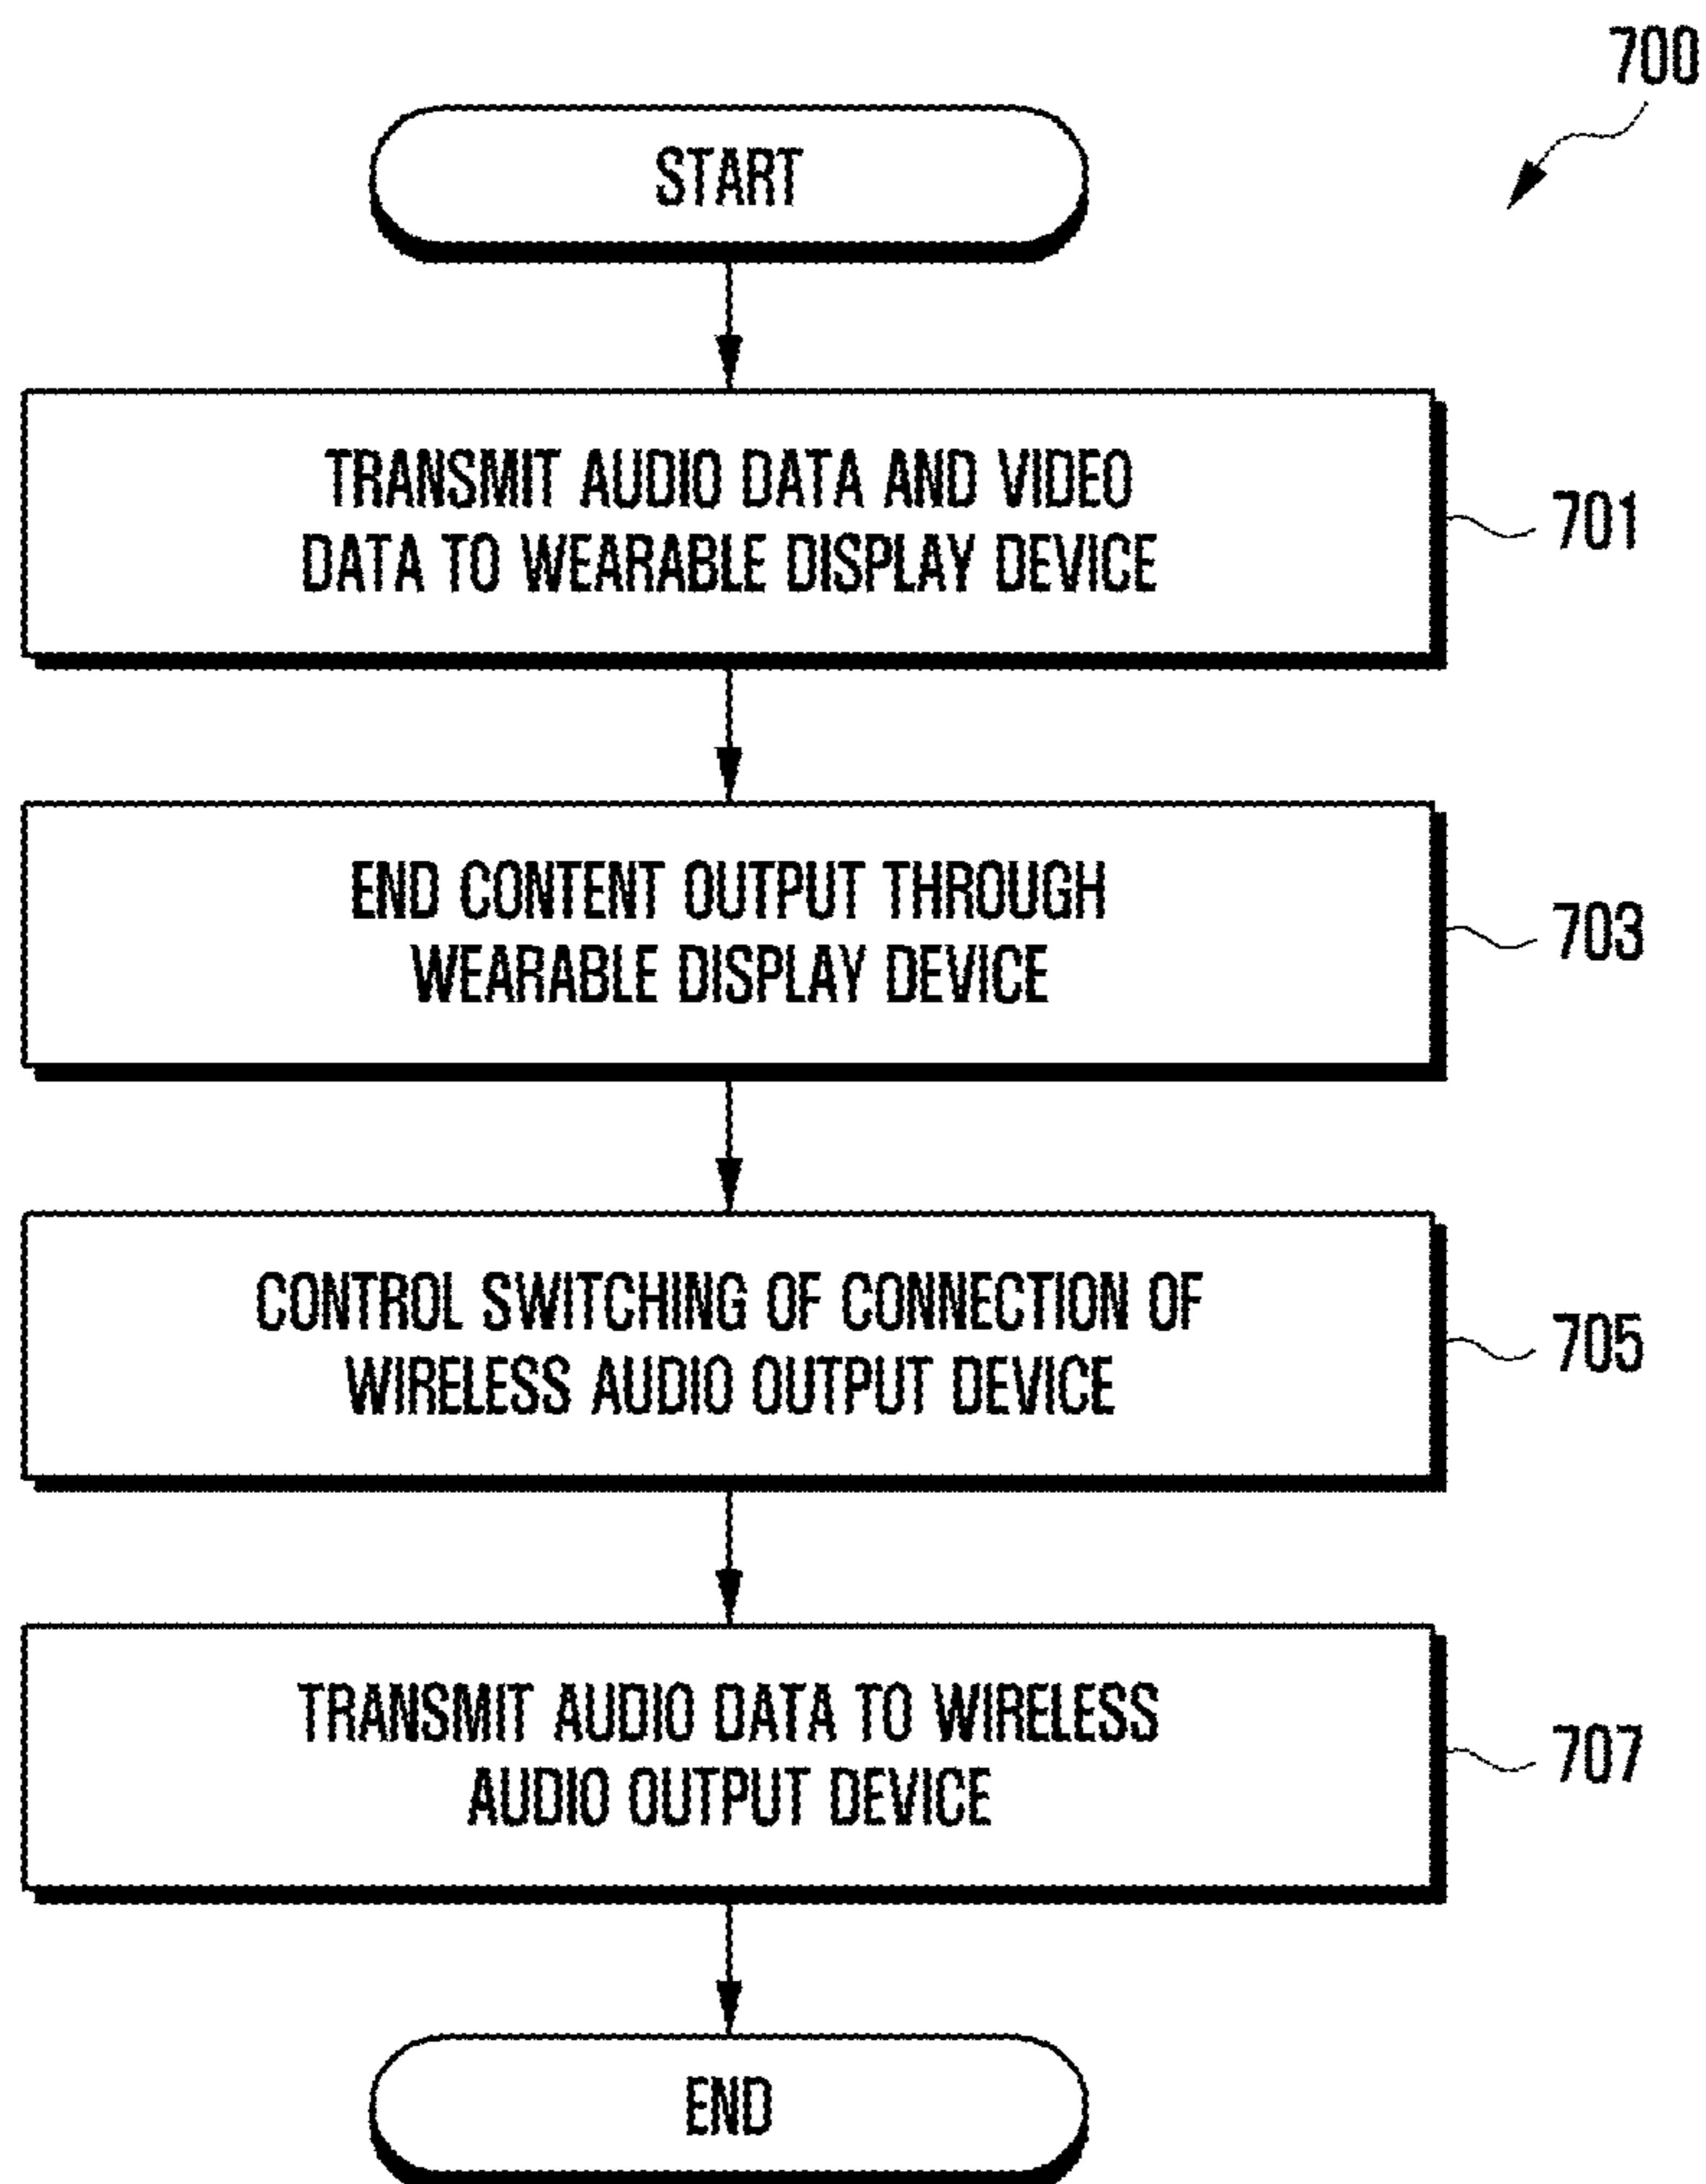 700
START
TRANSMIT AUDIO DATA AND VIDEO
DATA TO WEARABLE DISPLAY DEVICE
701
END CONTENT OUTPUT THROUGH
WEARABLE DISPLAY DEVICE
703
CONTROL SWITCHING OF CONNECTION OF
WIRELESS AUDIO OUTPUT DEVICE
705
TRANSMIT AUDIO DATA TO WIRELESS
AUDIO OUTPUT DEVICE
707
END